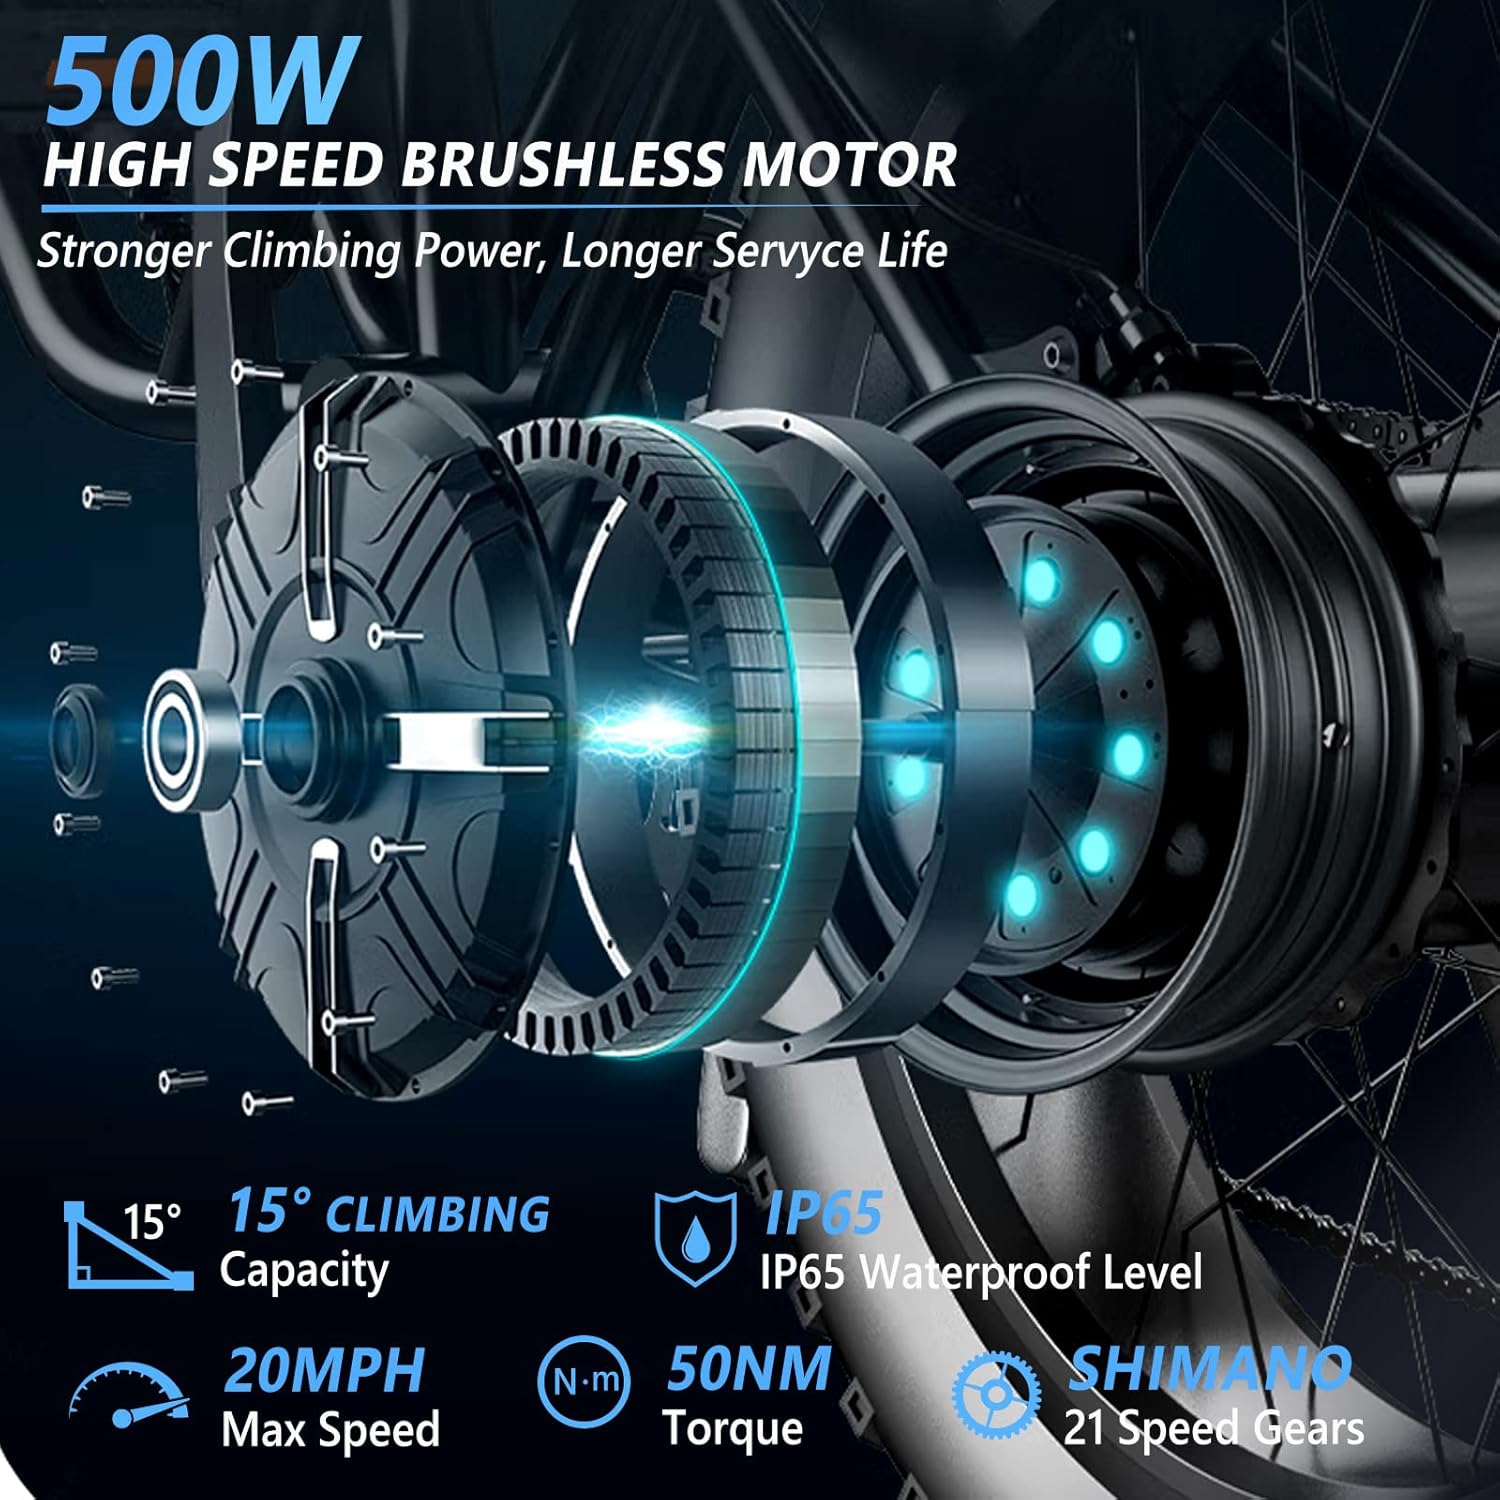 500W
HIGH SPEED BRUSHLESS MOTOR
Stronger Climbing Power, Longer Servyce Life
15°
15° CLIMBING
Capacity
IP65
IP65 Waterproof Level
20MPH
Max Speed
N·m
50NM
Torque
SHIMANO
21 Speed Gears